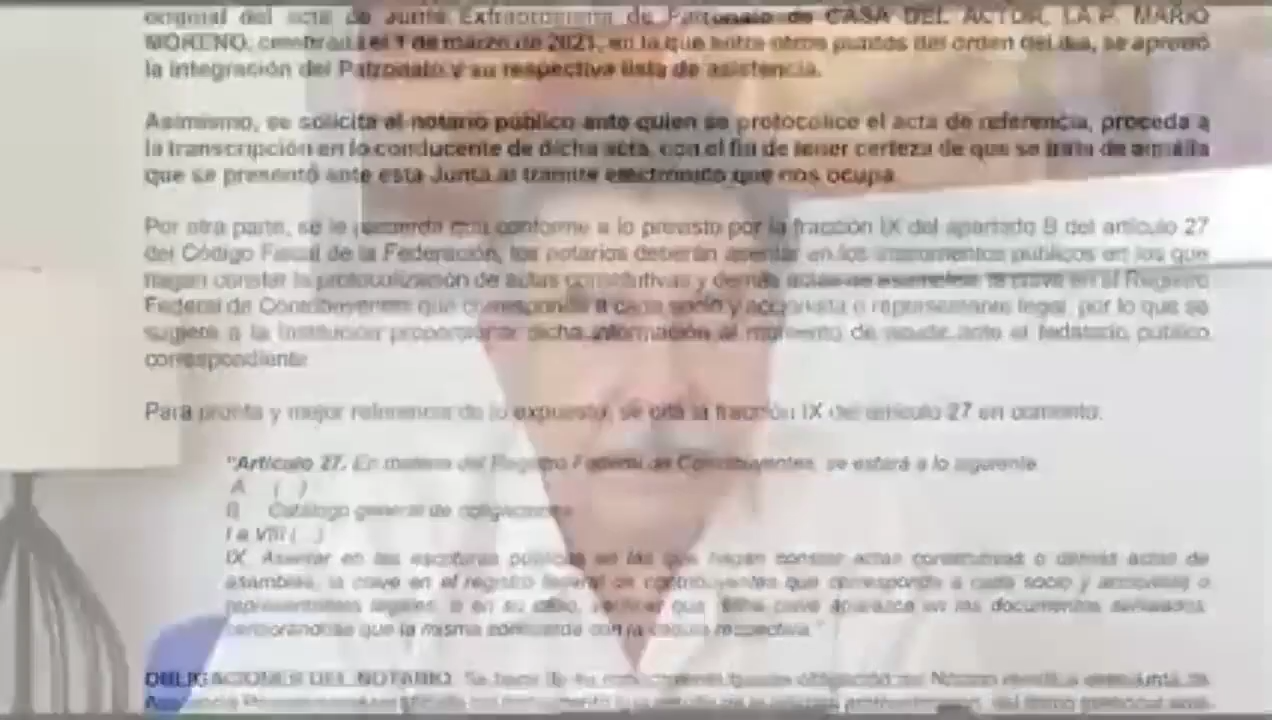 original del acta de Junta Extraordinaria de Patronato de CASA DEL ACTOR, I.A.P. MARIO
MORENO, celebrada el 1 de marzo de 2021, en la que entre otros puntos del orden del día, se aprobó
la integración del Patronato y su respectiva lista de asistencia.
Asimismo, se solicita al notario público ante quien se protocolice el acta de referencia, proceda a
la transcripción en lo conducente de dicha acta, con el fin de tener certeza de que se trata de aquella
que se presentó ante esta Junta al trámite electrónico que nos ocupa.
Por otra parte, se le recuerda que conforme a lo previsto por la fracción IX del apartado B del artículo 27
del Código Fiscal de la Federación, los notarios deberán asentar en los instrumentos públicos en los que
hagan constar la protocolización de actas constitutivas y demás actas de asamblea, la clave en el Registro
Federal de Contribuyentes que corresponda a cada socio y accionista o representante legal, por lo que se
sugiere a la Institución proporcionar dicha información al momento de acudir ante el fedatario público
correspondiente.
Para pronta y mejor referencia de lo expuesto, se cita la fracción IX del artículo 27 en comento:
"Artículo 27. En materia del Registro Federal de Contribuyentes, se estará a lo siguiente:
A. (...)
B. Catálogo general de obligaciones
I a VIII (...)
IX. Asentar en las escrituras públicas en las que hagan constar actas constitutivas o demás actas de
asamblea, la clave en el registro federal de contribuyentes que corresponda a cada socio y accionista o
representantes legales, o en su caso, verificar que dicha clave aparezca en los documentos señalados,
cerciorándose que la misma concuerda con la cédula respectiva."
OBLIGACIONES DEL NOTARIO. Se hace de su conocimiento